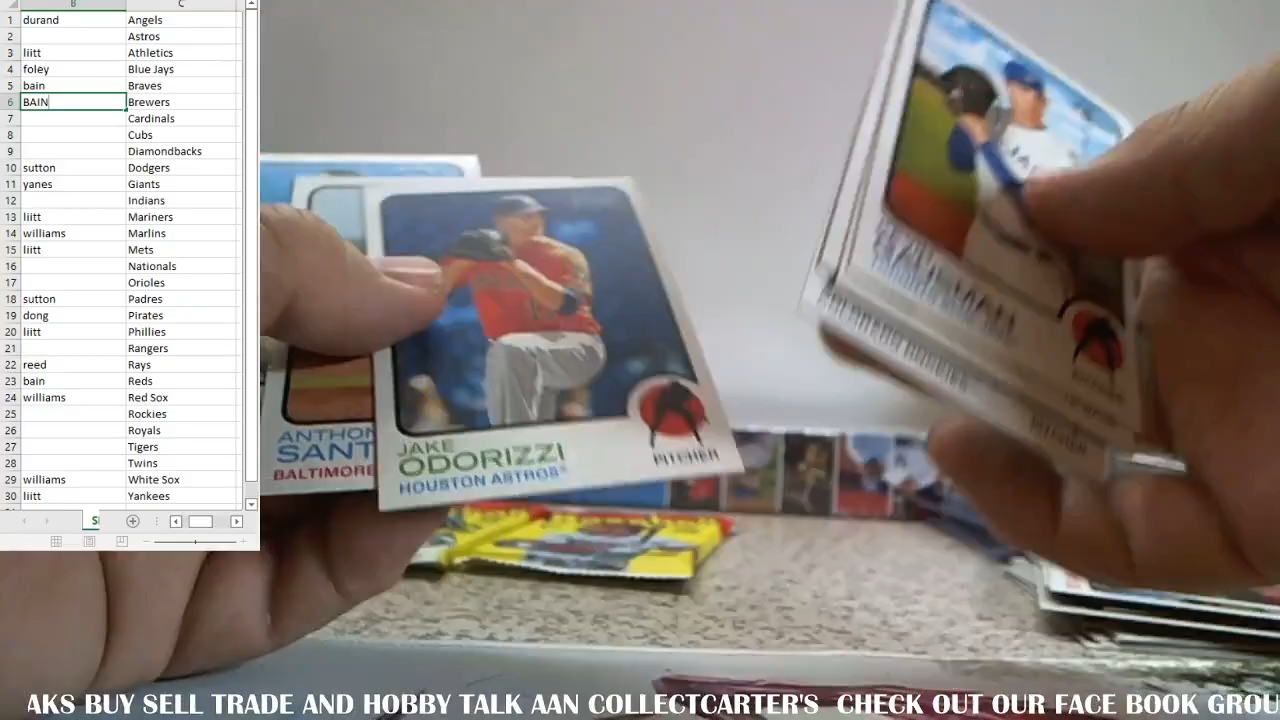 B C
1 durand Angels
2 Astros
3 liitt Athletics
4 foley Blue Jays
5 bain Braves
6 BAIN Brewers
7 Cardinals
8 Cubs
9 Diamondbacks
10 sutton Dodgers
11 yanes Giants
12 Indians
13 liitt Mariners
14 williams Marlins
15 liitt Mets
16 Nationals
17 Orioles
18 sutton Padres
19 dong Pirates
20 liitt Phillies
21 Rangers
22 reed Rays
23 bain Reds
24 williams Red Sox
25 Rockies
26 Royals
27 Tigers
28 Twins
29 williams White Sox
30 liitt Yankees
ANTHON
SANT
BALTIMORE
JAKE
ODORIZZI
HOUSTON ASTROS®
PITCHER
PITCHER
AKS BUY SELL TRADE AND HOBBY TALK AAN COLLECTCARTER'S CHECK OUT OUR FACE BOOK GROU